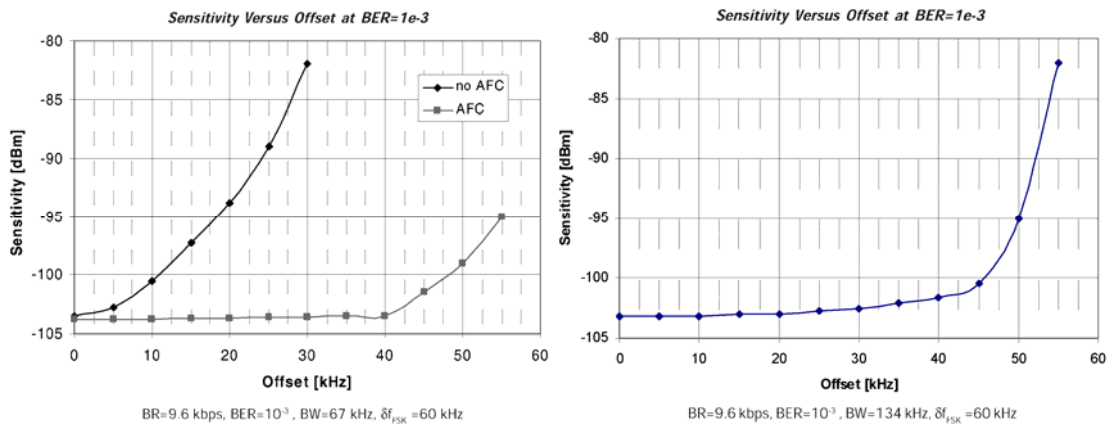 Sensitivity Versus Offset at BER=1e-3
-80
-85
-90
-95
-100
-105
Sensitivity [dBm]
no AFC
AFC
0 10 20 30 40 50 60
Offset [kHz]
BR=9.6 kbps, BER=10⁻³ , BW=67 kHz, δf_FSK =60 kHz
Sensitivity Versus Offset at BER=1e-3
-80
-85
-90
-95
-100
-105
Sensitivity [dBm]
0 10 20 30 40 50 60
Offset [kHz]
BR=9.6 kbps, BER=10⁻³ , BW=134 kHz, δf_FSK =60 kHz